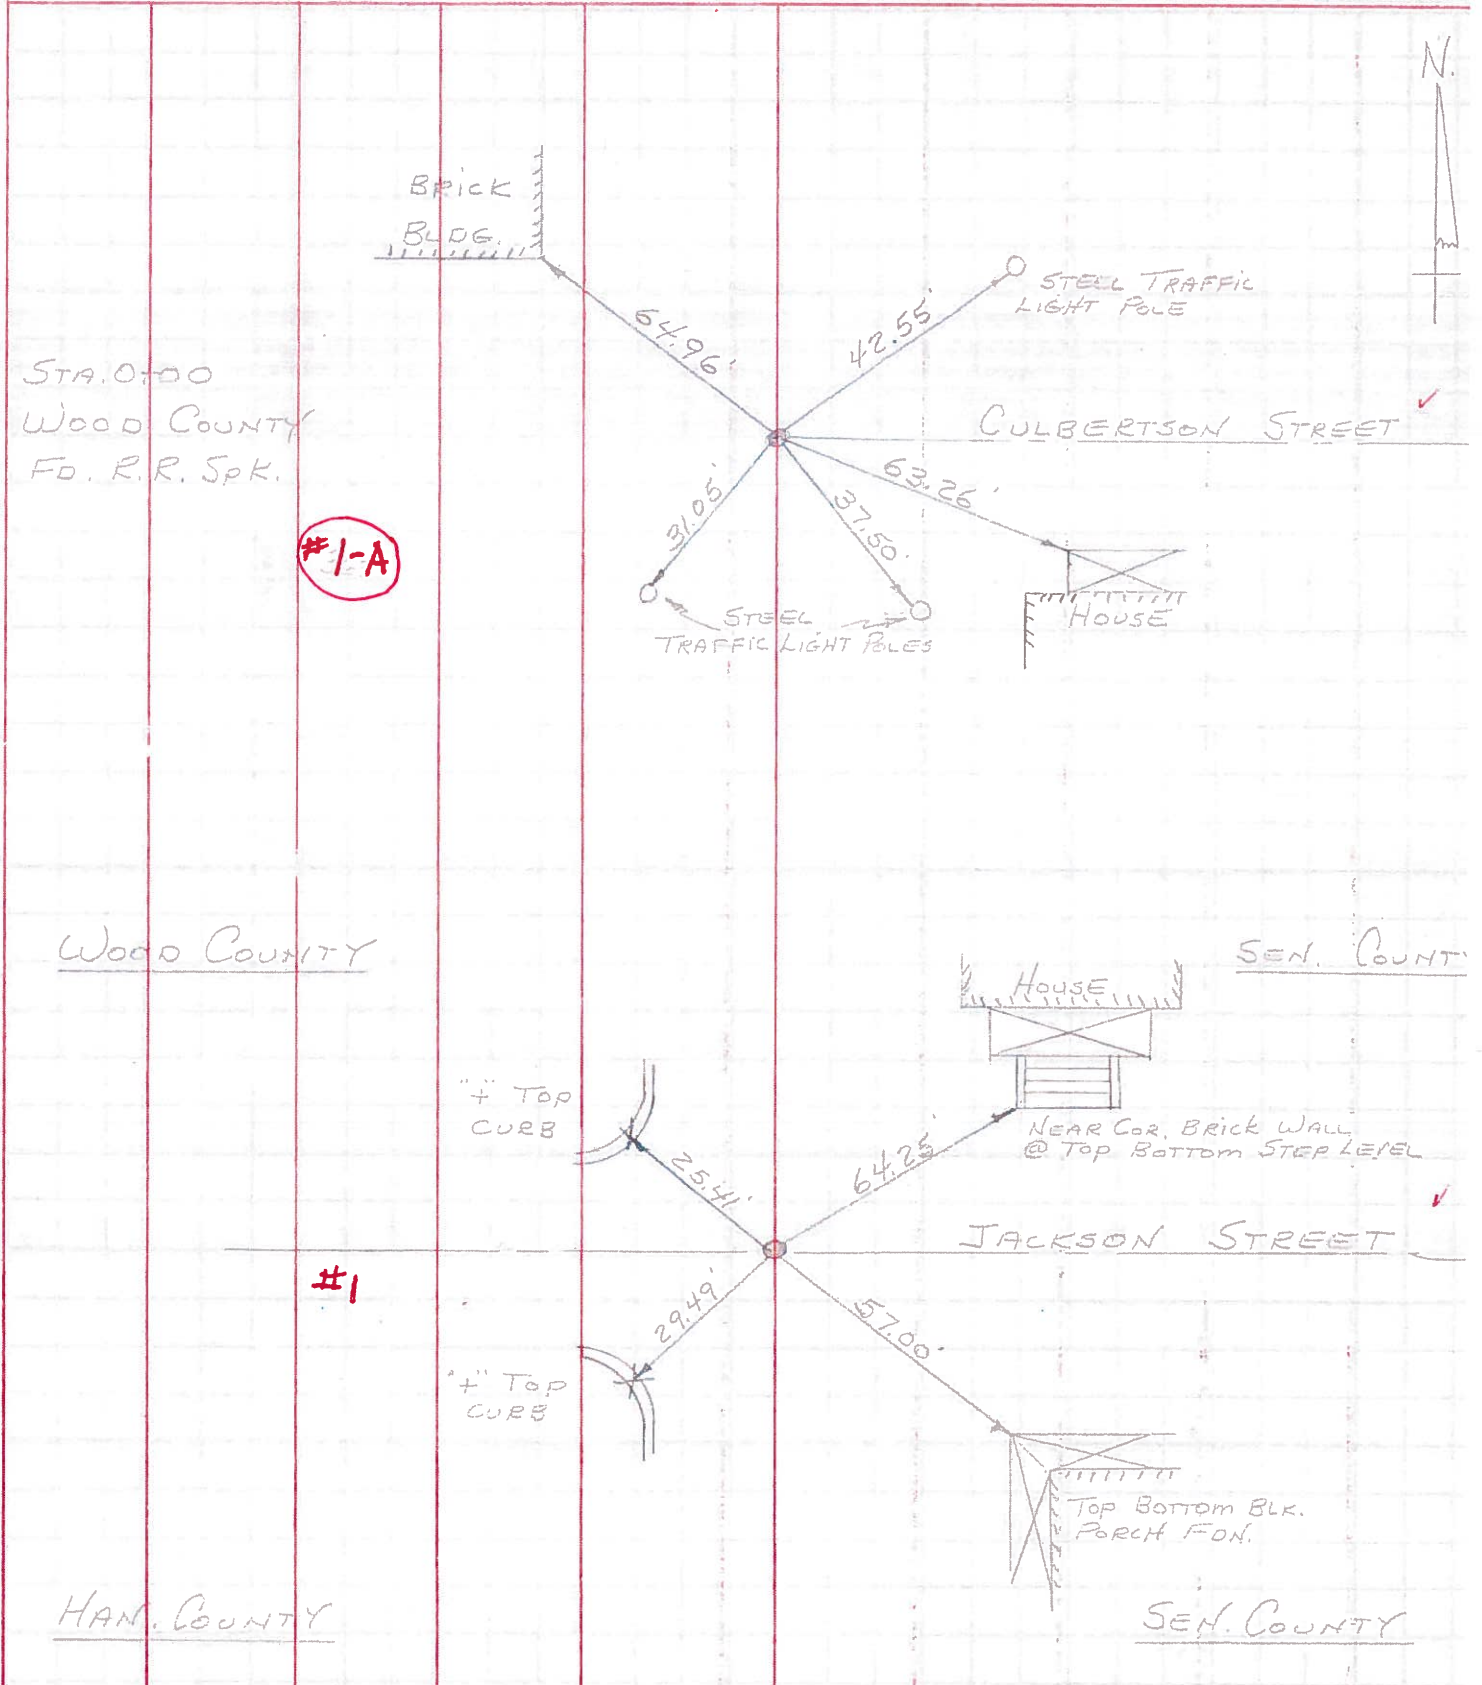 N.
BRICK
BLDG.
STEEL TRAFFIC
LIGHT POLE
64.96'
42.55'
STA. 0+00
WOOD COUNTY
FD. R.R. SPK.
CULBERTSON STREET
63.26'
31.05'
37.50'
#1-A
STEEL
TRAFFIC LIGHT POLES
HOUSE
WOOD COUNTY
SEN. COUNT
HOUSE
"+" TOP
CURB
NEAR COR. BRICK WALL
@ TOP BOTTOM STEP LEVEL
25.41'
64.25'
JACKSON STREET
#1
29.49'
57.00'
"+" TOP
CURB
TOP BOTTOM BLK.
PORCH FDN.
HAN. COUNTY
SEN. COUNTY